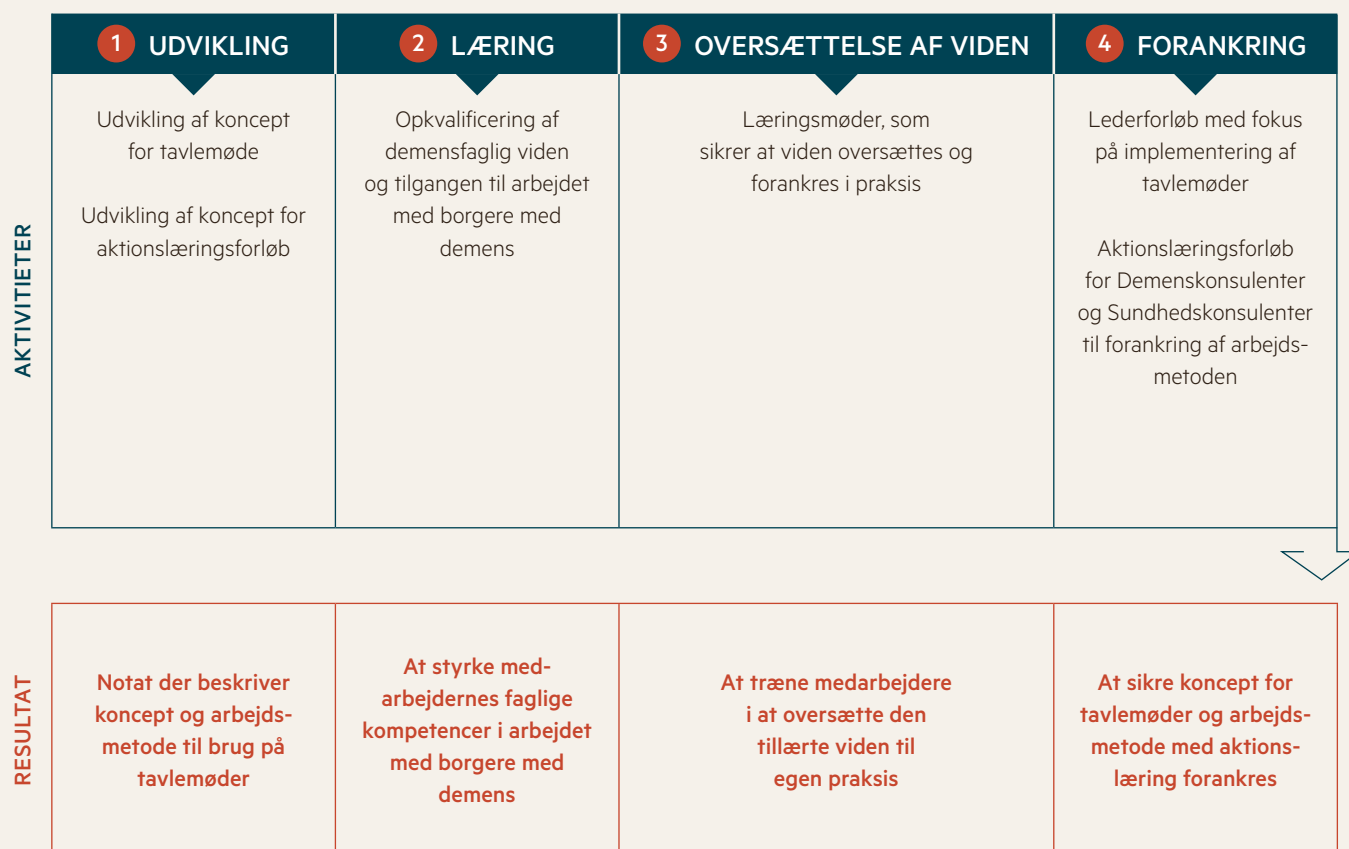 1 UDVIKLING
2 LÆRING
3 OVERSÆTTELSE AF VIDEN
4 FORANKRING
AKTIVITIETER
Udvikling af koncept
for tavlemøde
Udvikling af koncept for
aktionslæringsforløb
Opkvalificering af
demensfaglig viden
og tilgangen til arbejdet
med borgere med
demens
Læringsmøder, som
sikrer at viden oversættes og
forankres i praksis
Lederforløb med fokus
på implementering af
tavlemøder
Aktionslæringsforløb
for Demenskonsulenter
og Sundhedskonsulenter
til forankring af arbejds-
metoden
RESULTAT
Notat der beskriver
koncept og arbejds-
metode til brug på
tavlemøder
At styrke med-
arbejdernes faglige
kompetencer i arbejdet
med borgere med
demens
At træne medarbejdere
i at oversætte den
tillærte viden til
egen praksis
At sikre koncept for
tavlemøder og arbejds-
metode med aktions-
læring forankres